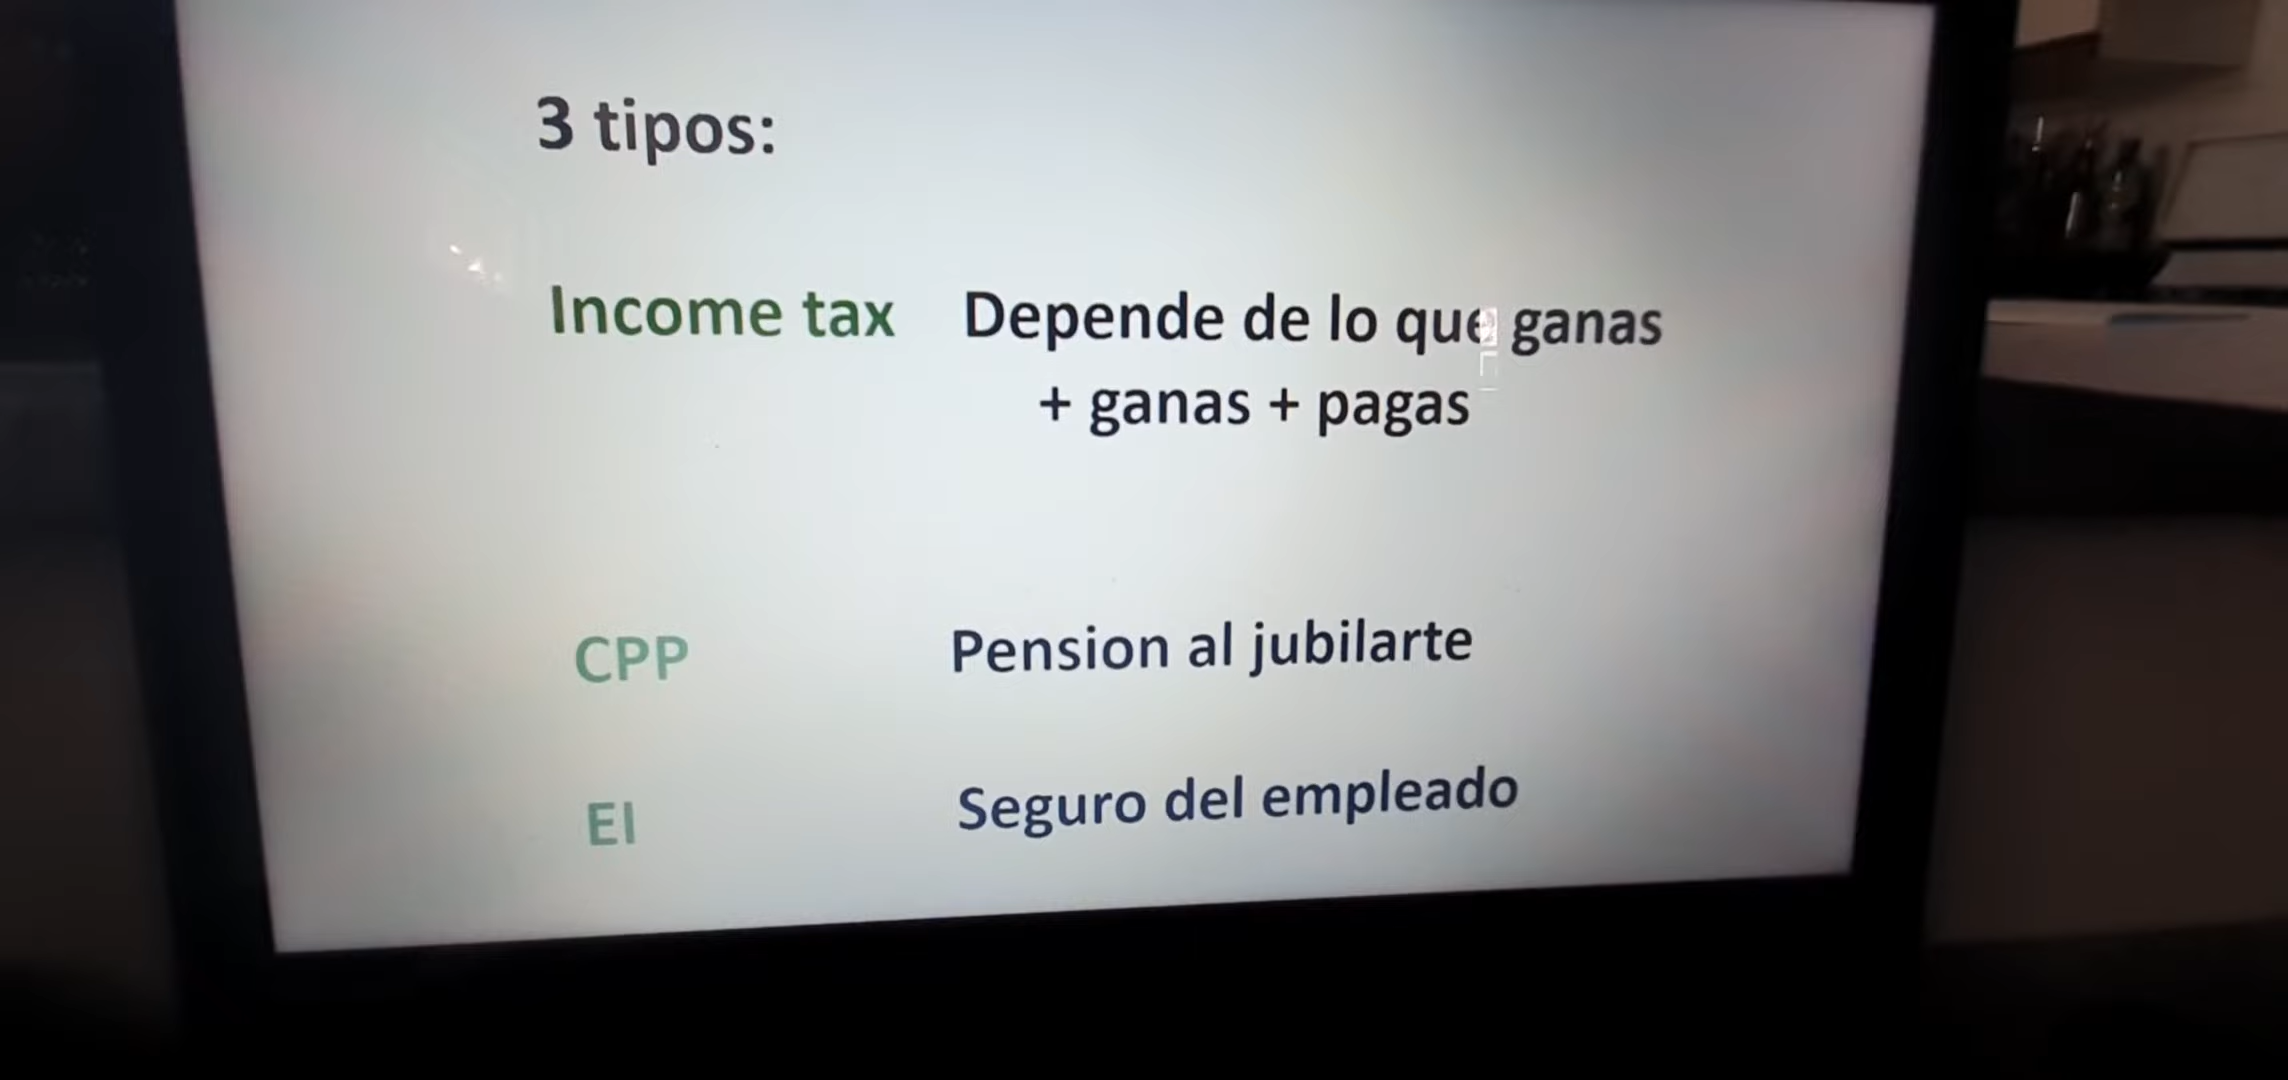 3 tipos:
Income tax Depende de lo que ganas
+ ganas + pagas
CPP Pension al jubilarte
EI Seguro del empleado